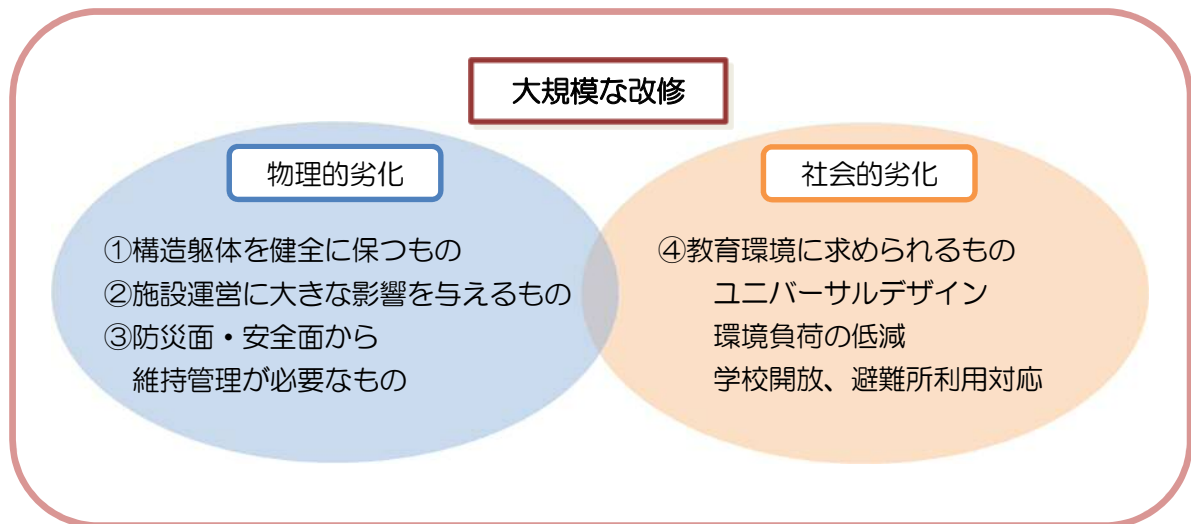 大規模な改修
物理的劣化
①構造躯体を健全に保つもの
②施設運営に大きな影響を与えるもの
③防災面・安全面から
維持管理が必要なもの
社会的劣化
④教育環境に求められるもの
ユニバーサルデザイン
環境負荷の低減
学校開放、避難所利用対応